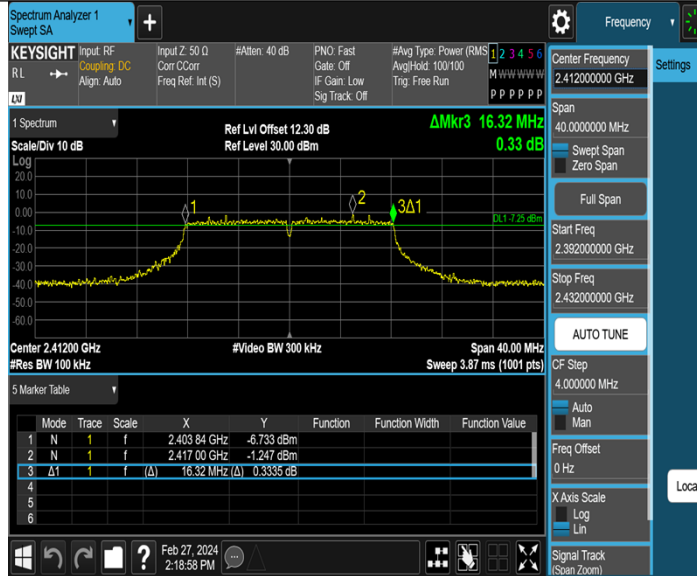 Spectrum Analyzer 1
Swept SA
Frequency
Settings
KEYSIGHT
RL
LXI
Input: RF
Coupling: DC
Align: Auto
Input Z: 50 Ω
Corr CCorr
Freq Ref: Int (S)
#Atten: 40 dB
PNO: Fast
Gate: Off
IF Gain: Low
Sig Track: Off
#Avg Type: Power (RMS
Avg|Hold: 100/100
Trig: Free Run
1 2 3 4 5 6
M W W W W W
P P P P P P
1 Spectrum
Scale/Div 10 dB
Ref Lvl Offset 12.30 dB
Ref Level 30.00 dBm
ΔMkr3 16.32 MHz
0.33 dB
Log
20.0
10.0
0.00
-10.0
-20.0
-30.0
-40.0
-50.0
-60.0
1
2
3Δ1
DL1 -7.25 dBm
Center 2.41200 GHz
#Video BW 300 kHz
Span 40.00 MHz
#Res BW 100 kHz
Sweep 3.87 ms (1001 pts)
5 Marker Table
Mode Trace Scale X Y Function Function Width Function Value
1 N 1 f 2.403 84 GHz -6.733 dBm
2 N 1 f 2.417 00 GHz -1.247 dBm
3 Δ1 1 f (Δ) 16.32 MHz (Δ) 0.3335 dB
4
5
6
Center Frequency
2.412000000 GHz
Span
40.0000000 MHz
Swept Span
Zero Span
Full Span
Start Freq
2.392000000 GHz
Stop Freq
2.432000000 GHz
AUTO TUNE
CF Step
4.000000 MHz
Auto
Man
Freq Offset
0 Hz
X Axis Scale
Log
Lin
Signal Track
(Span Zoom)
Loca
?
Feb 27, 2024
2:18:58 PM